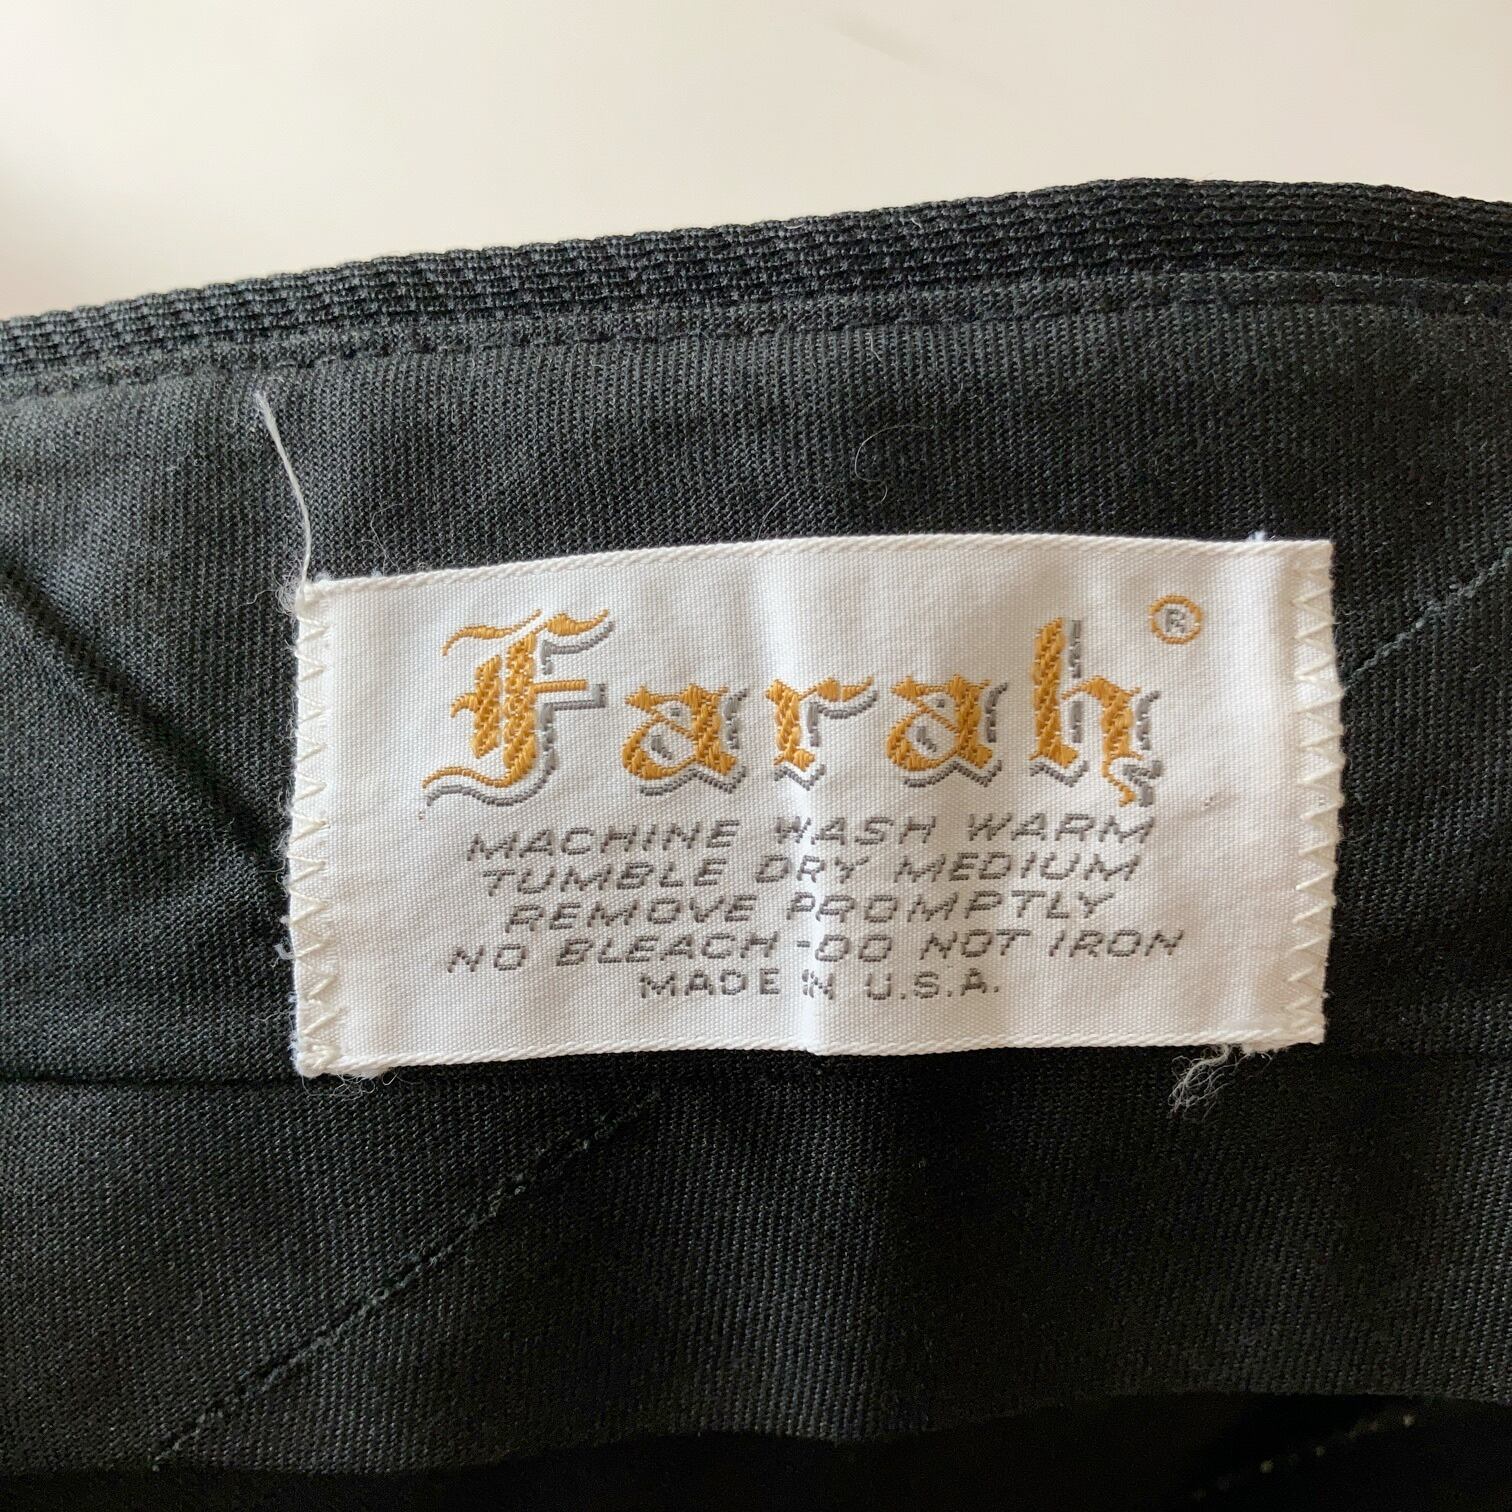 Farah ®
MACHINE WASH WARM
TUMBLE DRY MEDIUM
REMOVE PROMPTLY
NO BLEACH-DO NOT IRON
MADE IN U.S.A.